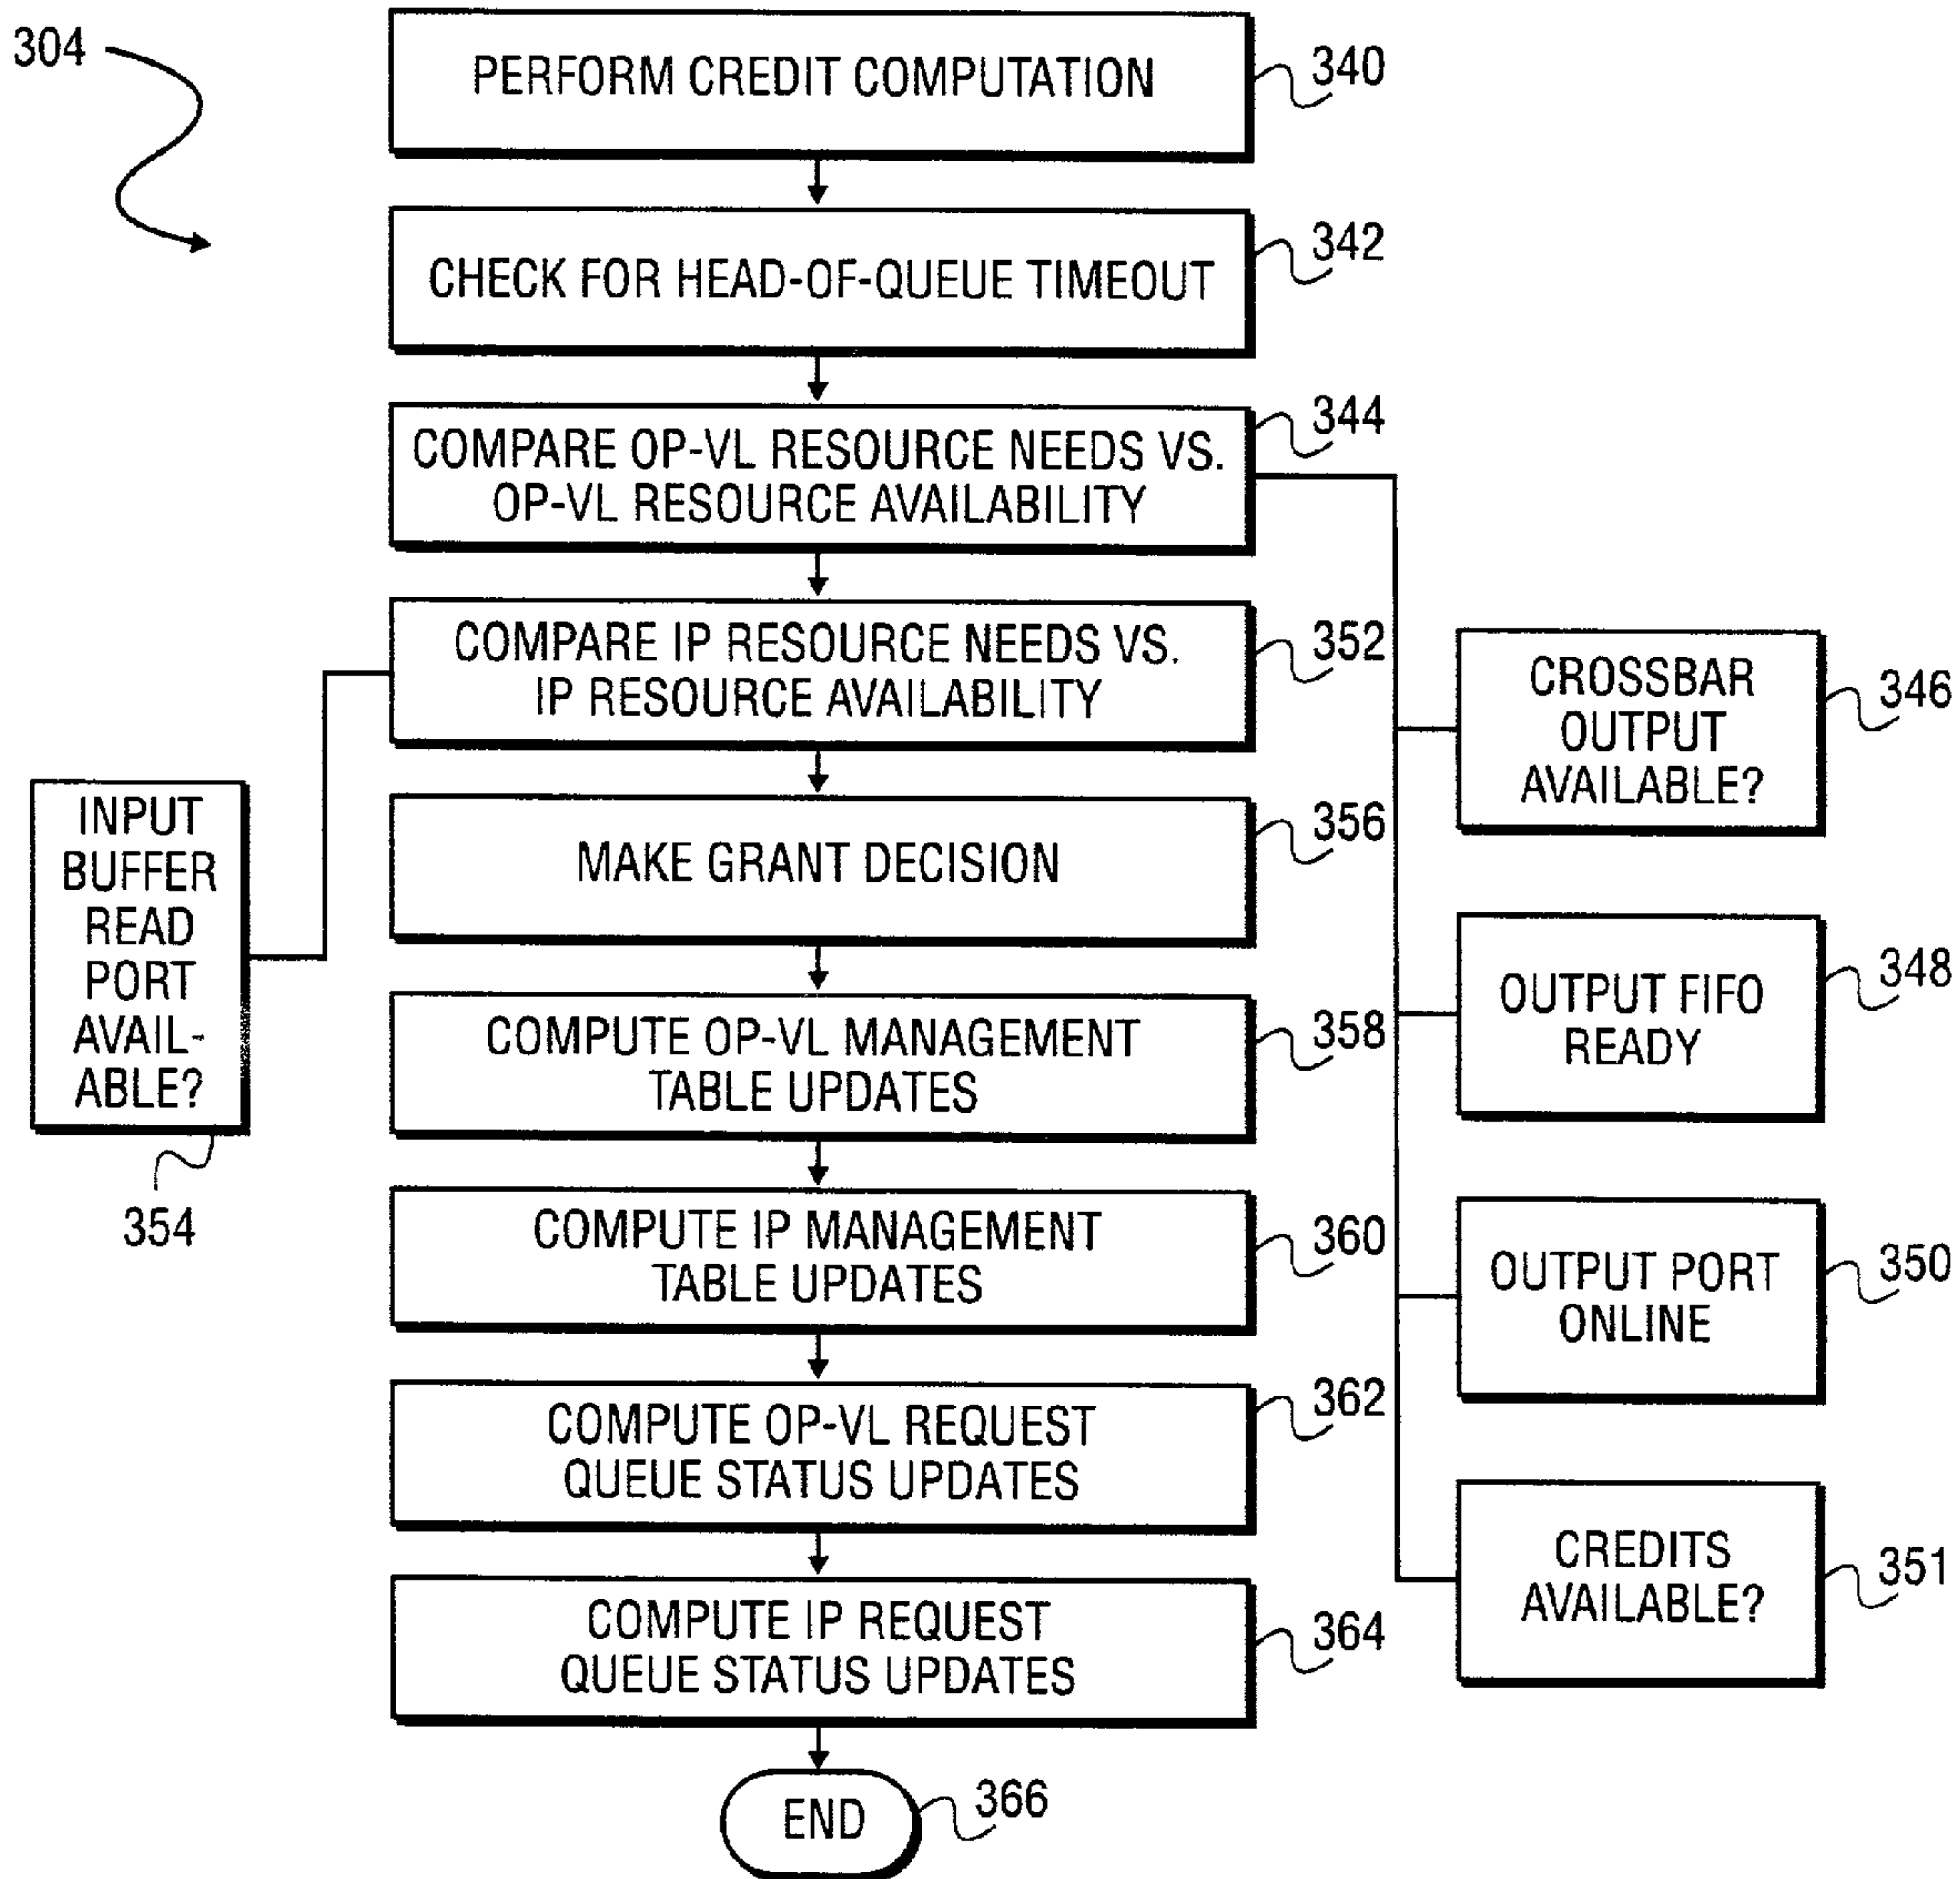 304
PERFORM CREDIT COMPUTATION
340
CHECK FOR HEAD-OF-QUEUE TIMEOUT
342
COMPARE OP-VL RESOURCE NEEDS VS.
OP-VL RESOURCE AVAILABILITY
344
COMPARE IP RESOURCE NEEDS VS.
IP RESOURCE AVAILABILITY
352
CROSSBAR
OUTPUT
AVAILABLE?
346
INPUT
BUFFER
READ
PORT
AVAIL-
ABLE?
354
MAKE GRANT DECISION
356
OUTPUT FIFO
READY
348
COMPUTE OP-VL MANAGEMENT
TABLE UPDATES
358
COMPUTE IP MANAGEMENT
TABLE UPDATES
360
OUTPUT PORT
ONLINE
350
COMPUTE OP-VL REQUEST
QUEUE STATUS UPDATES
362
CREDITS
AVAILABLE?
351
COMPUTE IP REQUEST
QUEUE STATUS UPDATES
364
END
366